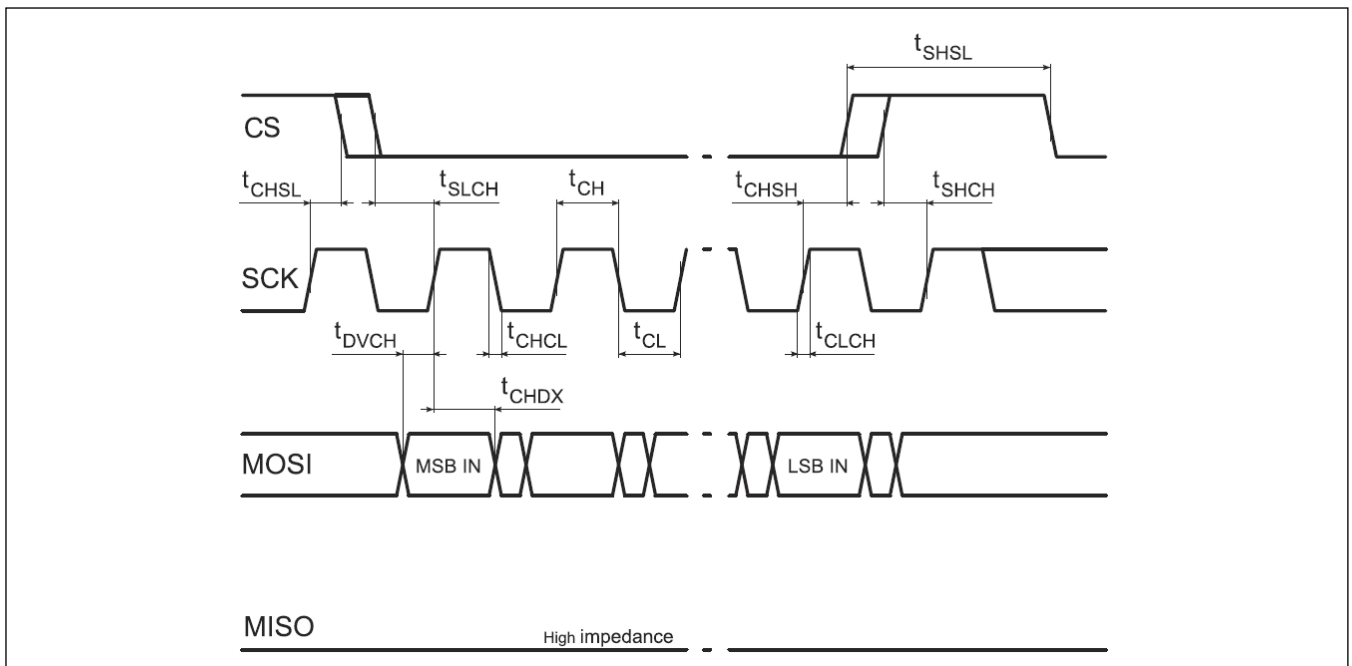 tSHSL
CS
tCHSL tSLCH tCH tCHSH tSHCH
SCK
tDVCH tCHCL tCL tCLCH
tCHDX
MOSI MSB IN LSB IN
MISO High impedance